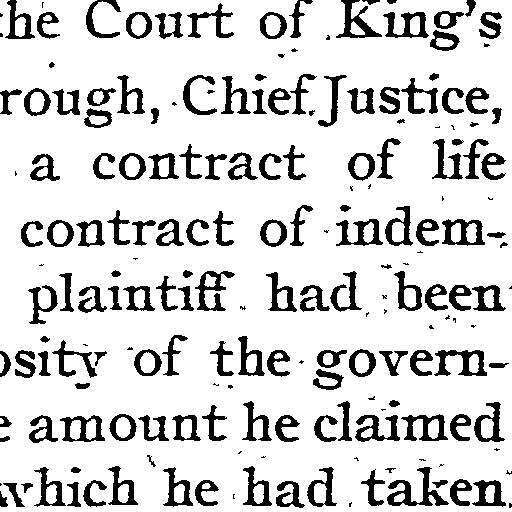 the Court of King's
rough, Chief Justice,
a contract of life
contract of indem-
plaintiff had been
osity of the govern-
e amount he claimed
which he had taken